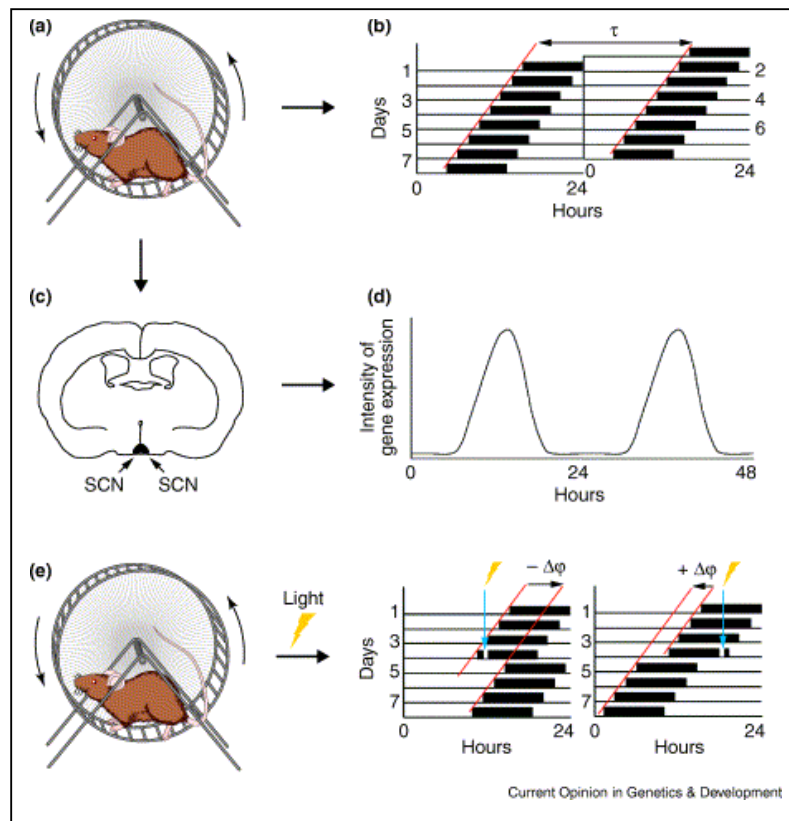 (a)
(b)
τ
Days
1
3
5
7
2
4
6
0
24
0
24
Hours
(c)
SCN
SCN
(d)
Intensity of
gene expression
0
24
48
Hours
(e)
Light
Days
− Δφ
1
3
5
7
0
24
Hours
+ Δφ
1
3
5
7
0
24
Hours
Current Opinion in Genetics & Development